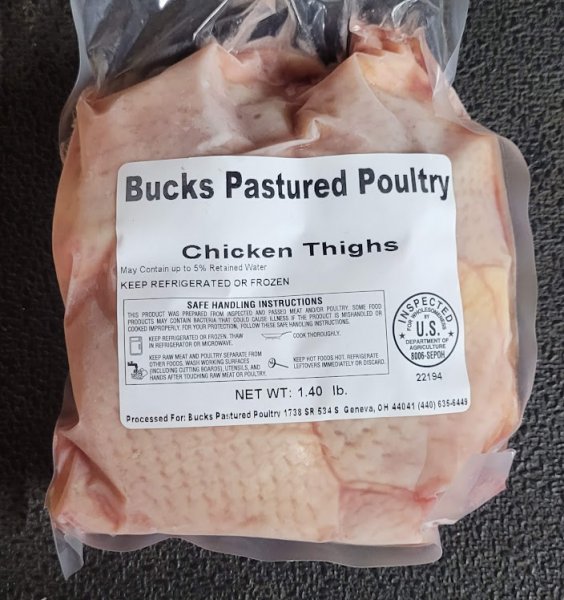 Bucks Pastured Poultry
Chicken Thighs
May Contain up to 5% Retained Water
KEEP REFRIGERATED OR FROZEN
SAFE HANDLING INSTRUCTIONS
THIS PRODUCT WAS PREPARED FROM INSPECTED AND PASSED MEAT AND/OR POULTRY. SOME FOOD
PRODUCTS MAY CONTAIN BACTERIA THAT COULD CAUSE ILLNESS IF THE PRODUCT IS MISHANDLED OR
COOKED IMPROPERLY. FOR YOUR PROTECTION, FOLLOW THESE SAFE HANDLING INSTRUCTIONS.
KEEP REFRIGERATED OR FROZEN. THAW
IN REFRIGERATOR OR MICROWAVE.
COOK THOROUGHLY.
KEEP RAW MEAT AND POULTRY SEPARATE FROM
OTHER FOODS. WASH WORKING SURFACES
(INCLUDING CUTTING BOARDS), UTENSILS, AND
HANDS AFTER TOUCHING RAW MEAT OR POULTRY.
KEEP HOT FOODS HOT. REFRIGERATE
LEFTOVERS IMMEDIATELY OR DISCARD.
INSPECTED
FOR WHOLESOMENESS
BY
U.S.
DEPARTMENT OF
AGRICULTURE
8006-SEPOH
22194
NET WT: 1.40 lb.
Processed For: Bucks Pastured Poultry 1738 SR 534 S Geneva, OH 44041 (440) 635-6449